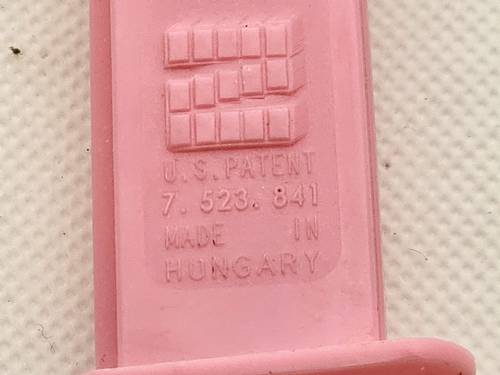 U.S. PATENT
7. 523. 841
MADE IN
HUNGARY